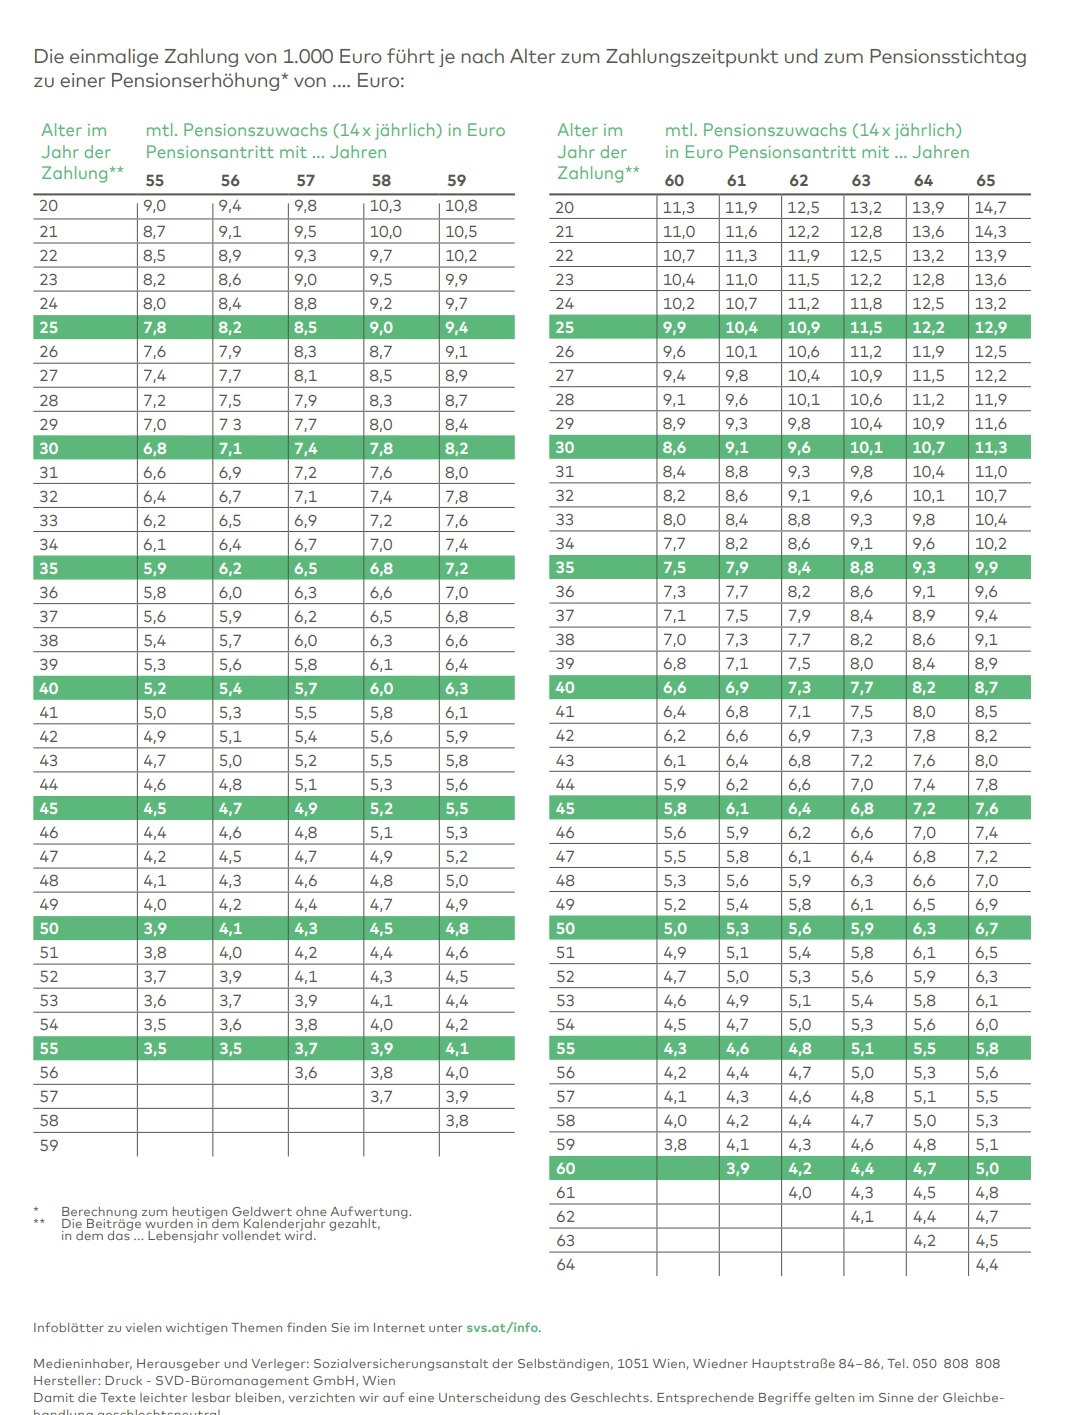 Die einmalige Zahlung von 1.000 Euro führt je nach Alter zum Zahlungszeitpunkt und zum Pensionsstichtag
zu einer Pensionserhöhung* von .... Euro:
Alter im
Jahr der
Zahlung**
mtl. Pensionszuwachs (14 x jährlich) in Euro
Pensionsantritt mit ... Jahren
55 56 57 58 59
20 9,0 9,4 9,8 10,3 10,8
21 8,7 9,1 9,5 10,0 10,5
22 8,5 8,9 9,3 9,7 10,2
23 8,2 8,6 9,0 9,5 9,9
24 8,0 8,4 8,8 9,2 9,7
25 7,8 8,2 8,5 9,0 9,4
26 7,6 7,9 8,3 8,7 9,1
27 7,4 7,7 8,1 8,5 8,9
28 7,2 7,5 7,9 8,3 8,7
29 7,0 7 3 7,7 8,0 8,4
30 6,8 7,1 7,4 7,8 8,2
31 6,6 6,9 7,2 7,6 8,0
32 6,4 6,7 7,1 7,4 7,8
33 6,2 6,5 6,9 7,2 7,6
34 6,1 6,4 6,7 7,0 7,4
35 5,9 6,2 6,5 6,8 7,2
36 5,8 6,0 6,3 6,6 7,0
37 5,6 5,9 6,2 6,5 6,8
38 5,4 5,7 6,0 6,3 6,6
39 5,3 5,6 5,8 6,1 6,4
40 5,2 5,4 5,7 6,0 6,3
41 5,0 5,3 5,5 5,8 6,1
42 4,9 5,1 5,4 5,6 5,9
43 4,7 5,0 5,2 5,5 5,8
44 4,6 4,8 5,1 5,3 5,6
45 4,5 4,7 4,9 5,2 5,5
46 4,4 4,6 4,8 5,1 5,3
47 4,2 4,5 4,7 4,9 5,2
48 4,1 4,3 4,6 4,8 5,0
49 4,0 4,2 4,4 4,7 4,9
50 3,9 4,1 4,3 4,5 4,8
51 3,8 4,0 4,2 4,4 4,6
52 3,7 3,9 4,1 4,3 4,5
53 3,6 3,7 3,9 4,1 4,4
54 3,5 3,6 3,8 4,0 4,2
55 3,5 3,5 3,7 3,9 4,1
56 3,6 3,8 4,0
57 3,7 3,9
58 3,8
59
Alter im
Jahr der
Zahlung**
mtl. Pensionszuwachs (14 x jährlich)
in Euro Pensionsantritt mit ... Jahren
60 61 62 63 64 65
20 11,3 11,9 12,5 13,2 13,9 14,7
21 11,0 11,6 12,2 12,8 13,6 14,3
22 10,7 11,3 11,9 12,5 13,2 13,9
23 10,4 11,0 11,5 12,2 12,8 13,6
24 10,2 10,7 11,2 11,8 12,5 13,2
25 9,9 10,4 10,9 11,5 12,2 12,9
26 9,6 10,1 10,6 11,2 11,9 12,5
27 9,4 9,8 10,4 10,9 11,5 12,2
28 9,1 9,6 10,1 10,6 11,2 11,9
29 8,9 9,3 9,8 10,4 10,9 11,6
30 8,6 9,1 9,6 10,1 10,7 11,3
31 8,4 8,8 9,3 9,8 10,4 11,0
32 8,2 8,6 9,1 9,6 10,1 10,7
33 8,0 8,4 8,8 9,3 9,8 10,4
34 7,7 8,2 8,6 9,1 9,6 10,2
35 7,5 7,9 8,4 8,8 9,3 9,9
36 7,3 7,7 8,2 8,6 9,1 9,6
37 7,1 7,5 7,9 8,4 8,9 9,4
38 7,0 7,3 7,7 8,2 8,6 9,1
39 6,8 7,1 7,5 8,0 8,4 8,9
40 6,6 6,9 7,3 7,7 8,2 8,7
41 6,4 6,8 7,1 7,5 8,0 8,5
42 6,2 6,6 6,9 7,3 7,8 8,2
43 6,1 6,4 6,8 7,2 7,6 8,0
44 5,9 6,2 6,6 7,0 7,4 7,8
45 5,8 6,1 6,4 6,8 7,2 7,6
46 5,6 5,9 6,2 6,6 7,0 7,4
47 5,5 5,8 6,1 6,4 6,8 7,2
48 5,3 5,6 5,9 6,3 6,6 7,0
49 5,2 5,4 5,8 6,1 6,5 6,9
50 5,0 5,3 5,6 5,9 6,3 6,7
51 4,9 5,1 5,4 5,8 6,1 6,5
52 4,7 5,0 5,3 5,6 5,9 6,3
53 4,6 4,9 5,1 5,4 5,8 6,1
54 4,5 4,7 5,0 5,3 5,6 6,0
55 4,3 4,6 4,8 5,1 5,5 5,8
56 4,2 4,4 4,7 5,0 5,3 5,6
57 4,1 4,3 4,6 4,8 5,1 5,5
58 4,0 4,2 4,4 4,7 5,0 5,3
59 3,8 4,1 4,3 4,6 4,8 5,1
60 3,9 4,2 4,4 4,7 5,0
61 4,0 4,3 4,5 4,8
62 4,1 4,4 4,7
63 4,2 4,5
64 4,4
* Berechnung zum heutigen Geldwert ohne Aufwertung.
** Die Beiträge wurden in dem Kalenderjahr gezahlt,
in dem das ... Lebensjahr vollendet wird.
Infoblätter zu vielen wichtigen Themen finden Sie im Internet unter svs.at/info.
Medieninhaber, Herausgeber und Verleger: Sozialversicherungsanstalt der Selbständigen, 1051 Wien, Wiedner Hauptstraße 84–86, Tel. 050 808 808
Hersteller: Druck - SVD-Büromanagement GmbH, Wien
Damit die Texte leichter lesbar bleiben, verzichten wir auf eine Unterscheidung des Geschlechts. Entsprechende Begriffe gelten im Sinne der Gleichbe-
handlung geschlechtsneutral.